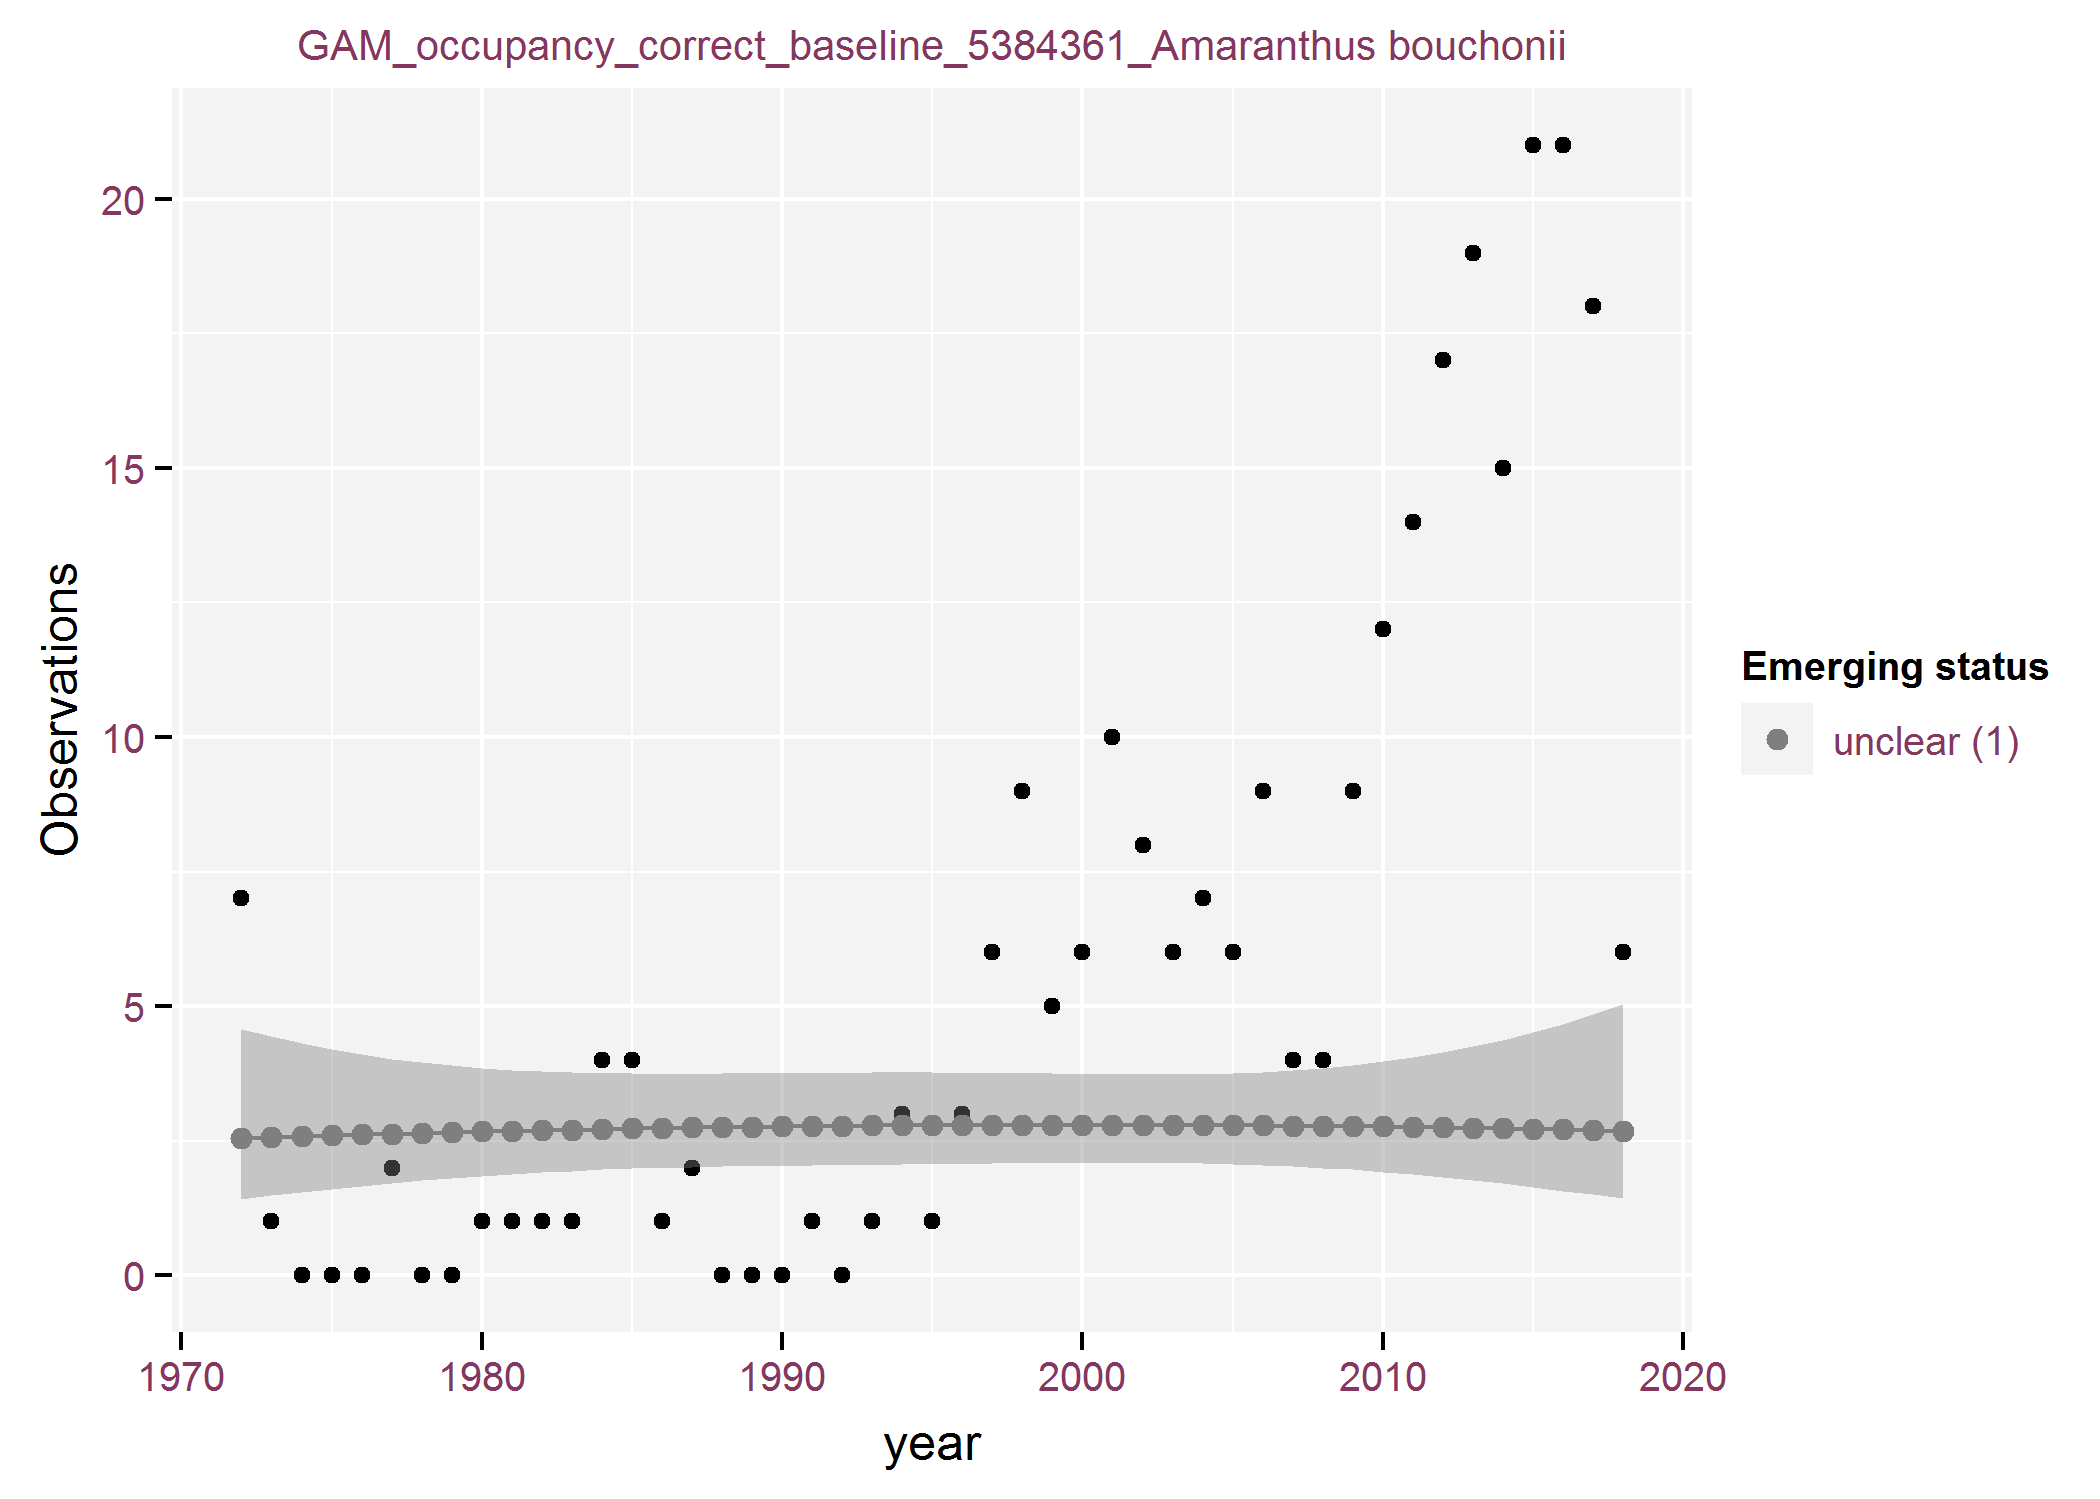 GAM_occupancy_correct_baseline_5384361_Amaranthus bouchonii
Observations
20
15
10
5
0
1970 1980 1990 2000 2010 2020
year
Emerging status
unclear (1)